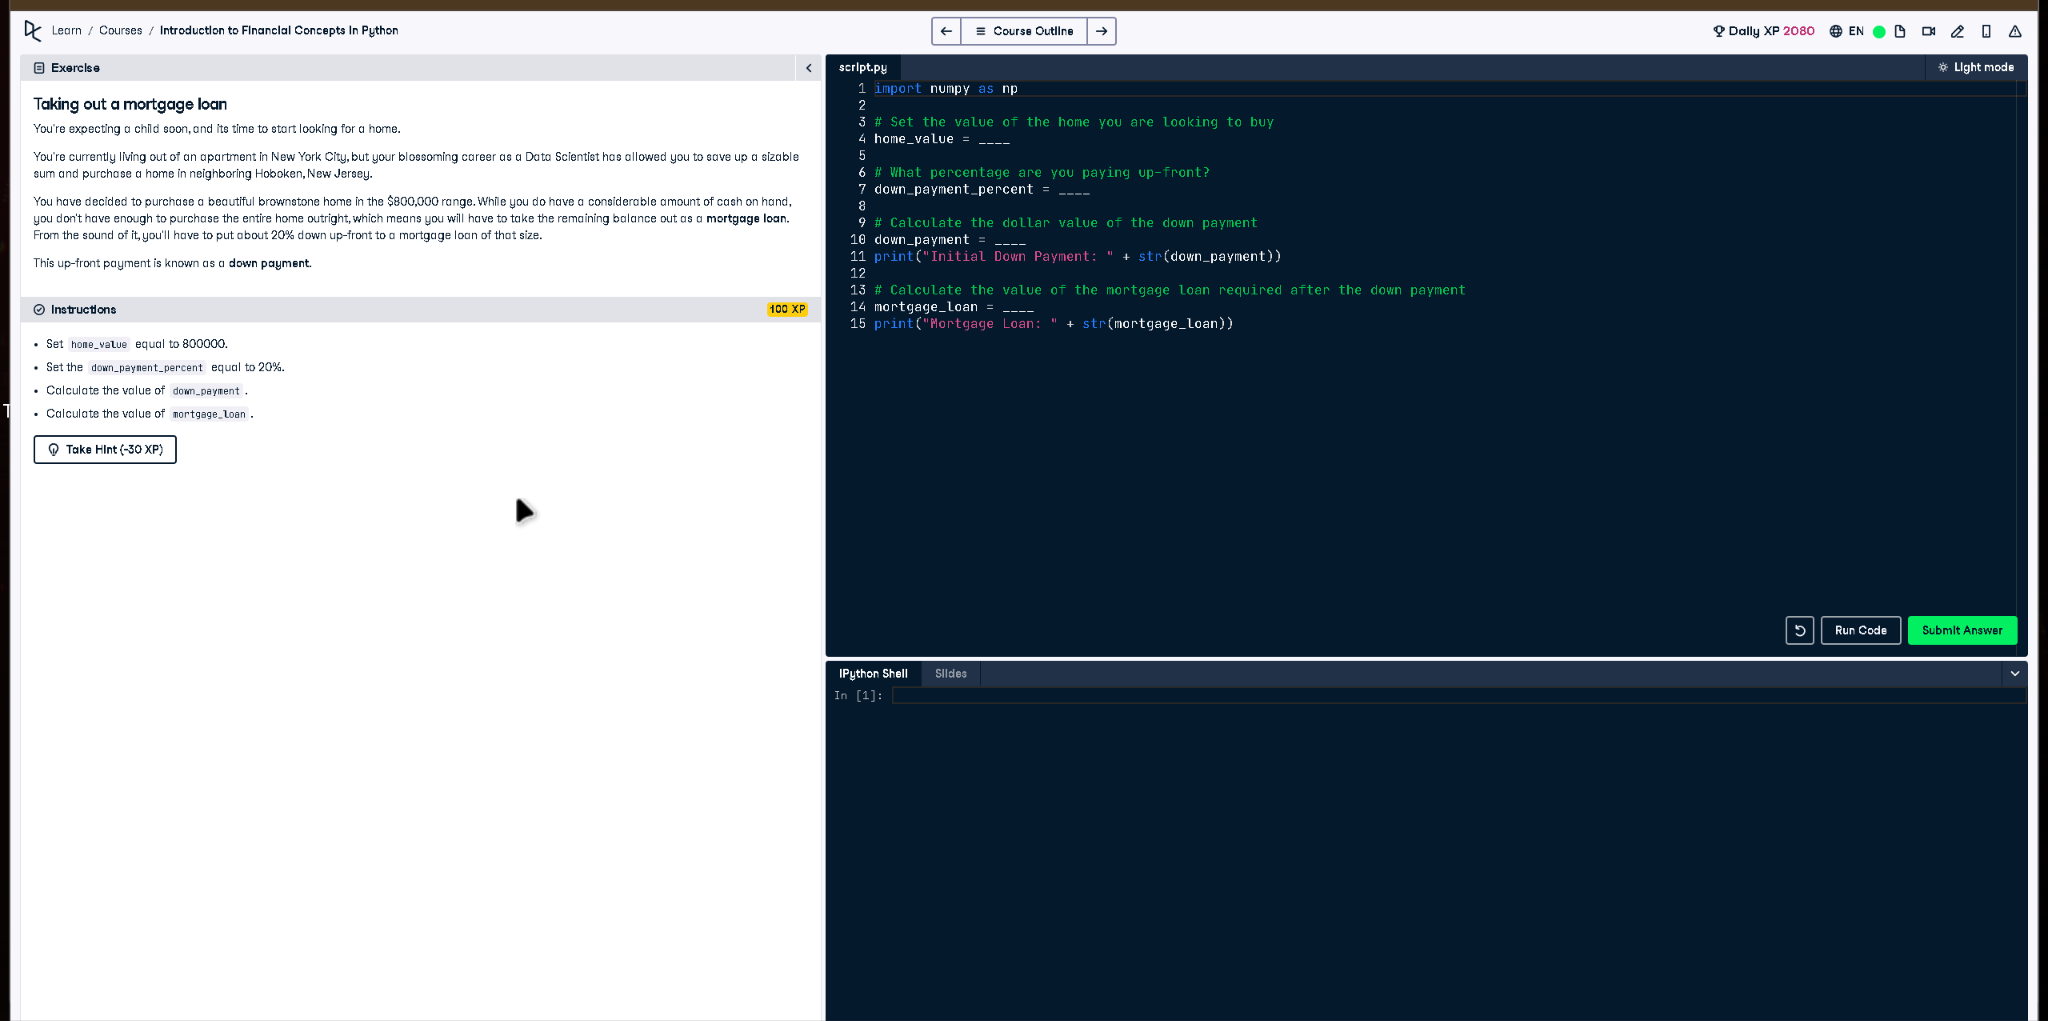 Learn / Courses / Introduction to Financial Concepts in Python
Course Outline
Daily XP 2080
EN
Exercise
Taking out a mortgage loan
You're expecting a child soon, and its time to start looking for a home.
You're currently living out of an apartment in New York City, but your blossoming career as a Data Scientist has allowed you to save up a sizable
sum and purchase a home in neighboring Hoboken, New Jersey.
You have decided to purchase a beautiful brownstone home in the $800,000 range. While you do have a considerable amount of cash on hand,
you don't have enough to purchase the entire home outright, which means you will have to take the remaining balance out as a mortgage loan.
From the sound of it, you'll have to put about 20% down up-front to a mortgage loan of that size.
This up-front payment is known as a down payment.
Instructions
100 XP
• Set home_value equal to 800000.
• Set the down_payment_percent equal to 20%.
• Calculate the value of down_payment.
• Calculate the value of mortgage_loan.
Take Hint (-30 XP)
script.py
Light mode
1 import numpy as np
2
3 # Set the value of the home you are looking to buy
4 home_value = ____
5
6 # What percentage are you paying up-front?
7 down_payment_percent = ____
8
9 # Calculate the dollar value of the down payment
10 down_payment = ____
11 print("Initial Down Payment: " + str(down_payment))
12
13 # Calculate the value of the mortgage loan required after the down payment
14 mortgage_loan = ____
15 print("Mortgage Loan: " + str(mortgage_loan))
Run Code
Submit Answer
IPython Shell
Slides
In [1]: